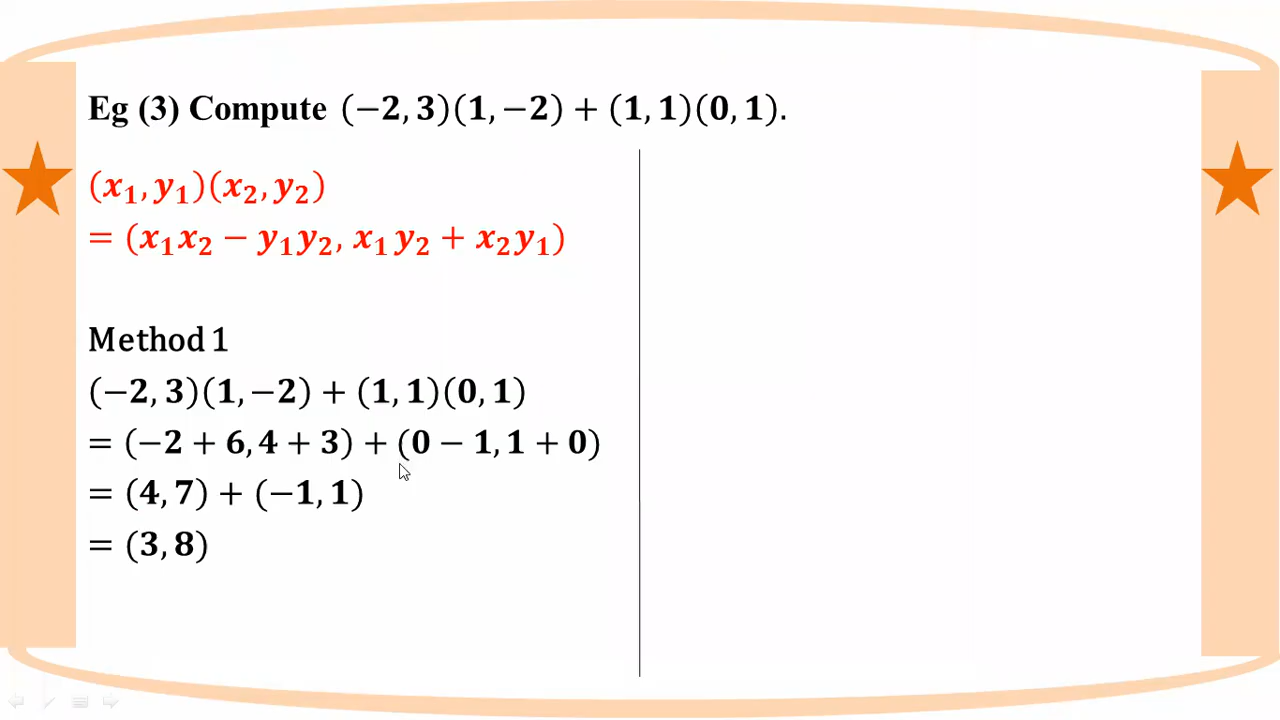 Eg (3) Compute (−2, 3)(1, −2) + (1, 1)(0, 1).
(x₁, y₁)(x₂, y₂)
= (x₁x₂ − y₁y₂, x₁y₂ + x₂y₁)
Method 1
(−2, 3)(1, −2) + (1, 1)(0, 1)
= (−2 + 6, 4 + 3) + (0 − 1, 1 + 0)
= (4, 7) + (−1, 1)
= (3, 8)